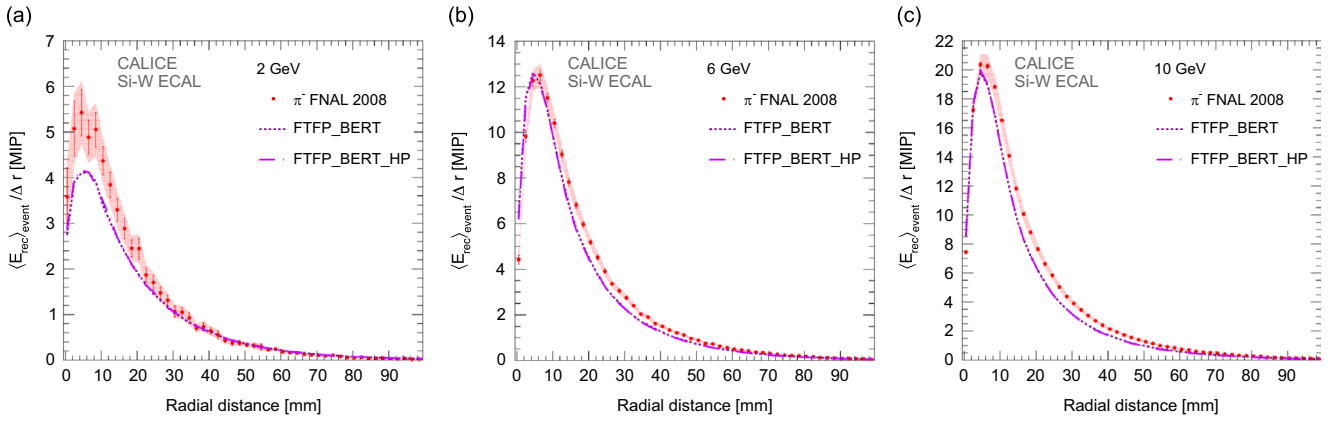 (a)
7
6
5
4
3
2
1
0
⟨E_rec⟩_event /Δ r [MIP]
CALICE
Si-W ECAL
2 GeV
π⁻ FNAL 2008
FTFP_BERT
FTFP_BERT_HP
0 10 20 30 40 50 60 70 80 90
Radial distance [mm]
(b)
14
12
10
8
6
4
2
0
⟨E_rec⟩_event /Δ r [MIP]
CALICE
Si-W ECAL
6 GeV
π⁻ FNAL 2008
FTFP_BERT
FTFP_BERT_HP
0 10 20 30 40 50 60 70 80 90
Radial distance [mm]
(c)
22
20
18
16
14
12
10
8
6
4
2
0
⟨E_rec⟩_event /Δ r [MIP]
CALICE
Si-W ECAL
10 GeV
π⁻ FNAL 2008
FTFP_BERT
FTFP_BERT_HP
0 10 20 30 40 50 60 70 80 90
Radial distance [mm]